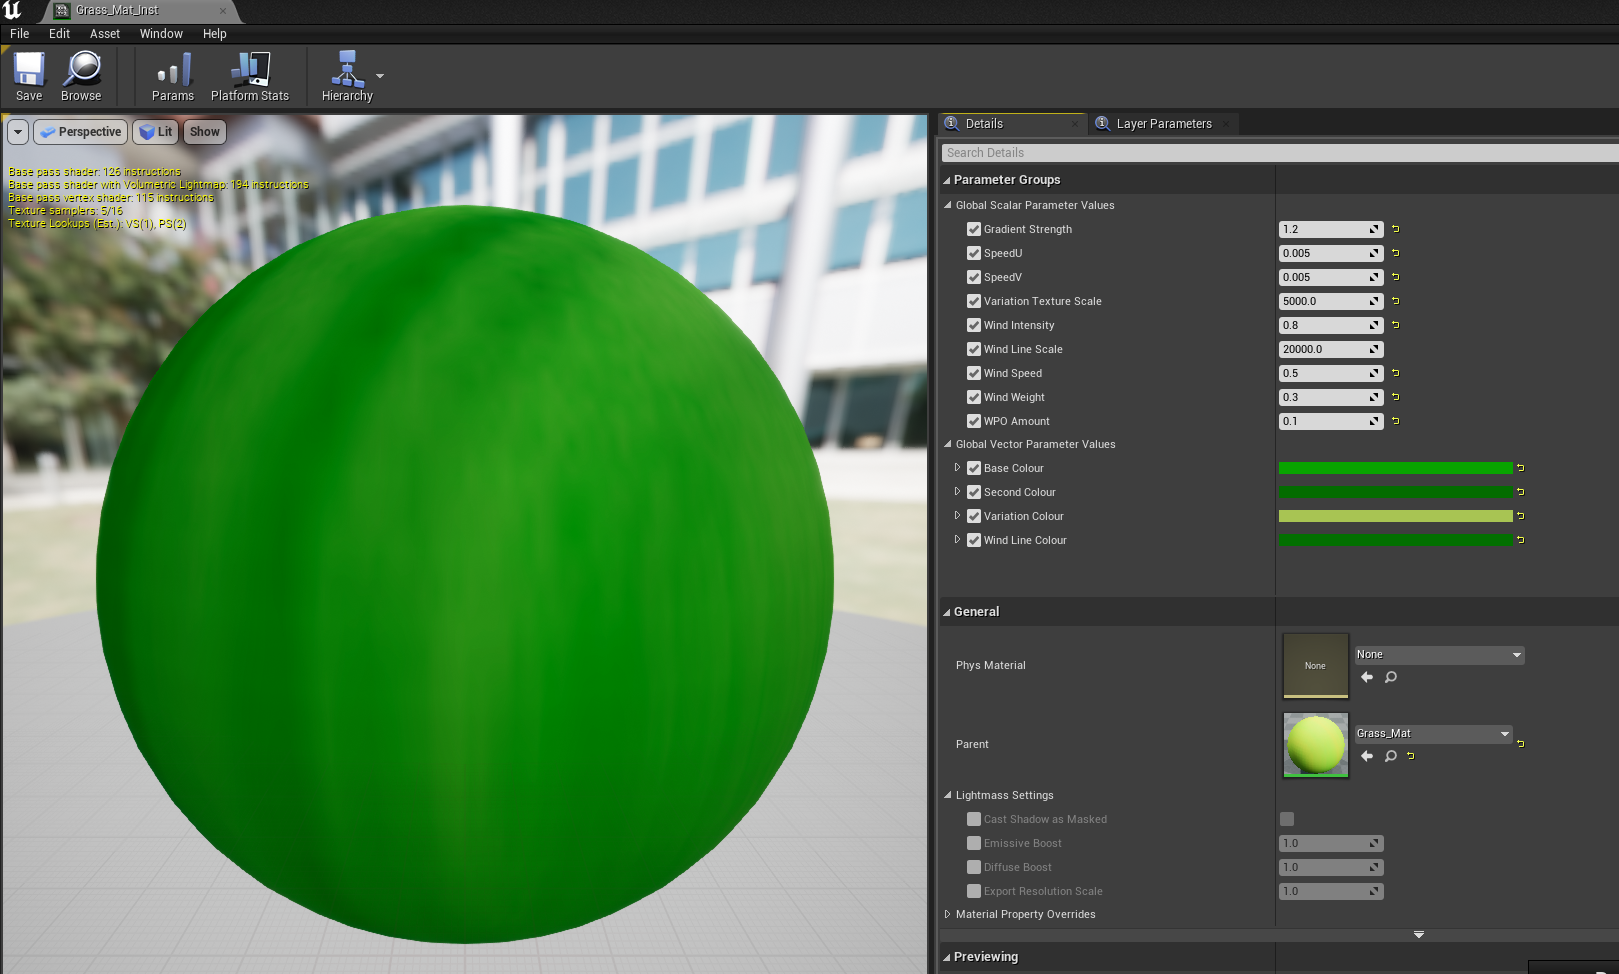 Grass_Mat_Inst
File Edit Asset Window Help
Save Browse Params Platform Stats Hierarchy
Perspective Lit Show
Base pass shader: 126 instructions
Base pass shader with Volumetric Lightmap: 194 instructions
Base pass vertex shader: 115 instructions
Texture samplers: 5/16
Texture Lookups (Est.): VS(1), PS(2)
Details Layer Parameters
Search Details
Parameter Groups
Global Scalar Parameter Values
Gradient Strength 1.2
SpeedU 0.005
SpeedV 0.005
Variation Texture Scale 5000.0
Wind Intensity 0.8
Wind Line Scale 20000.0
Wind Speed 0.5
Wind Weight 0.3
WPO Amount 0.1
Global Vector Parameter Values
Base Colour
Second Colour
Variation Colour
Wind Line Colour
General
Phys Material None None
Parent Grass_Mat
Lightmass Settings
Cast Shadow as Masked
Emissive Boost 1.0
Diffuse Boost 1.0
Export Resolution Scale 1.0
Material Property Overrides
Previewing